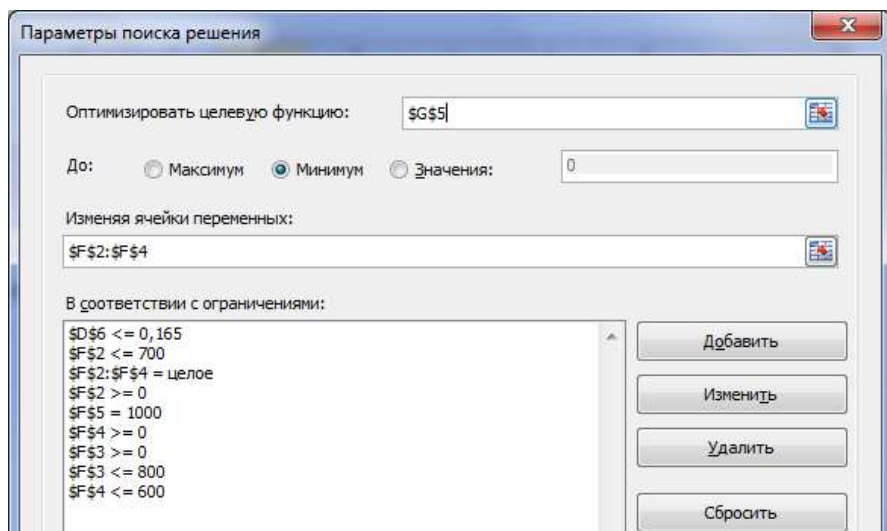 Параметры поиска решения
Оптимизировать целевую функцию: $G$5
До: Максимум Минимум Значения: 0
Изменяя ячейки переменных:
$F$2:$F$4
В соответствии с ограничениями:
$D$6 <= 0,165
$F$2 <= 700
$F$2:$F$4 = целое
$F$2 >= 0
$F$5 = 1000
$F$4 >= 0
$F$3 >= 0
$F$3 <= 800
$F$4 <= 600
Добавить
Изменить
Удалить
Сбросить